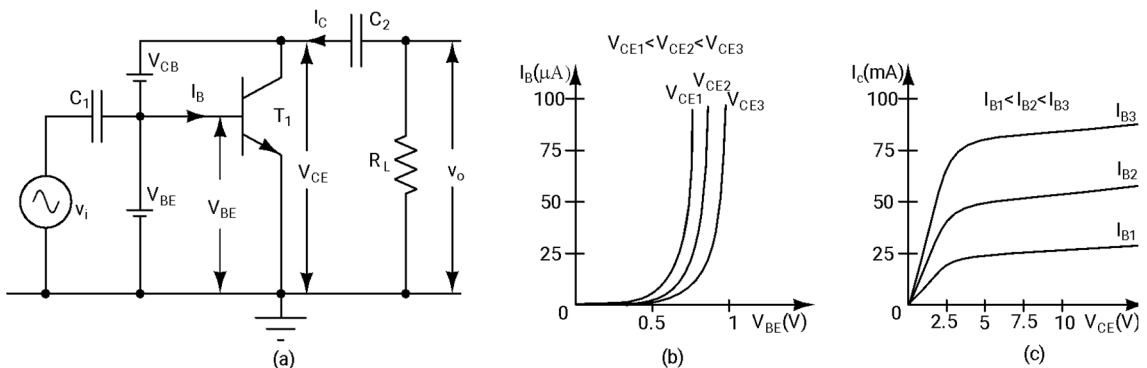 I_C C_2
V_CB
C_1 I_B
T_1
v_i V_BE V_BE V_CE R_L v_o
(a)
V_CE1<V_CE2<V_CE3
I_B(μA)
V_CE2
V_CE1 V_CE3
100
75
50
25
0 0.5 1 V_BE(V)
(b)
I_c(mA)
I_B1<I_B2<I_B3
100
75
50
25
I_B3
I_B2
I_B1
0 2.5 5 7.5 10 V_CE(V)
(c)